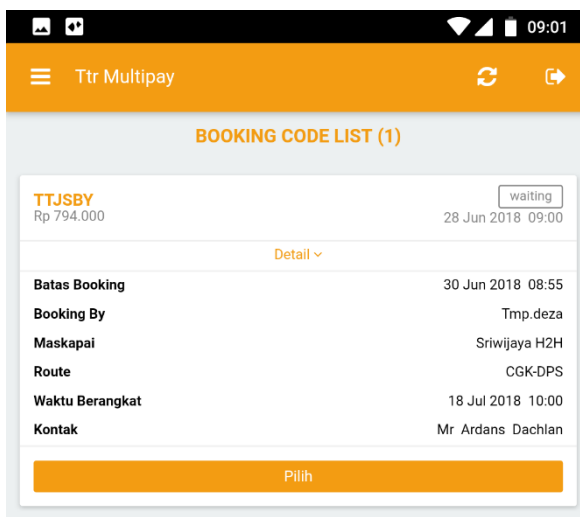 09:01
Ttr Multipay
BOOKING CODE LIST (1)
TTJSBY waiting
Rp 794.000 28 Jun 2018 09:00
Detail
Batas Booking 30 Jun 2018 08:55
Booking By Tmp.deza
Maskapai Sriwijaya H2H
Route CGK-DPS
Waktu Berangkat 18 Jul 2018 10:00
Kontak Mr Ardans Dachlan
Pilih